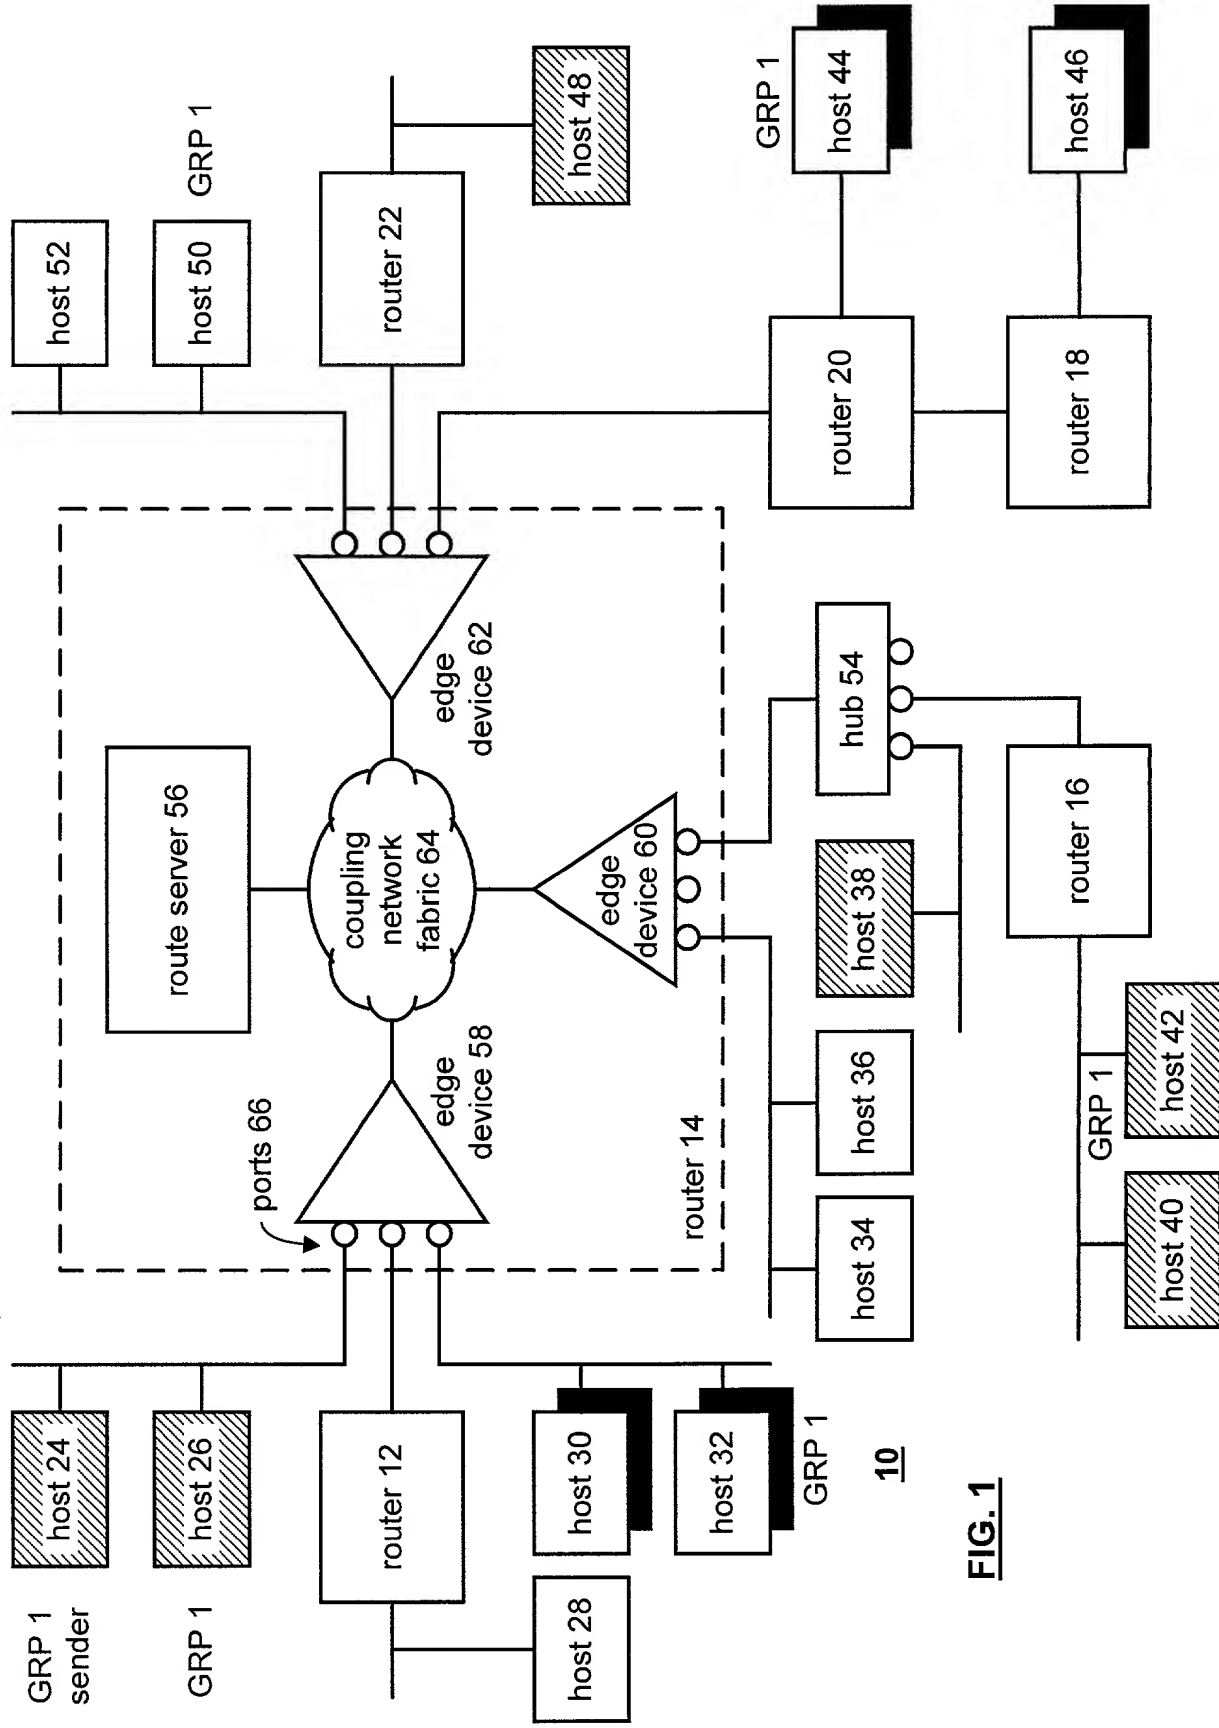 GRP 1
sender
host 24
GRP 1
host 26
router 12
host 28
host 30
host 32
GRP 1
ports 66
edge
device 58
router 14
route server 56
coupling
network
fabric 64
edge
device 60
edge
device 62
host 52
host 50
GRP 1
router 22
host 48
GRP 1
host 44
host 46
router 20
router 18
hub 54
host 34
host 36
host 38
router 16
host 40
GRP 1
host 42
10
FIG. 1